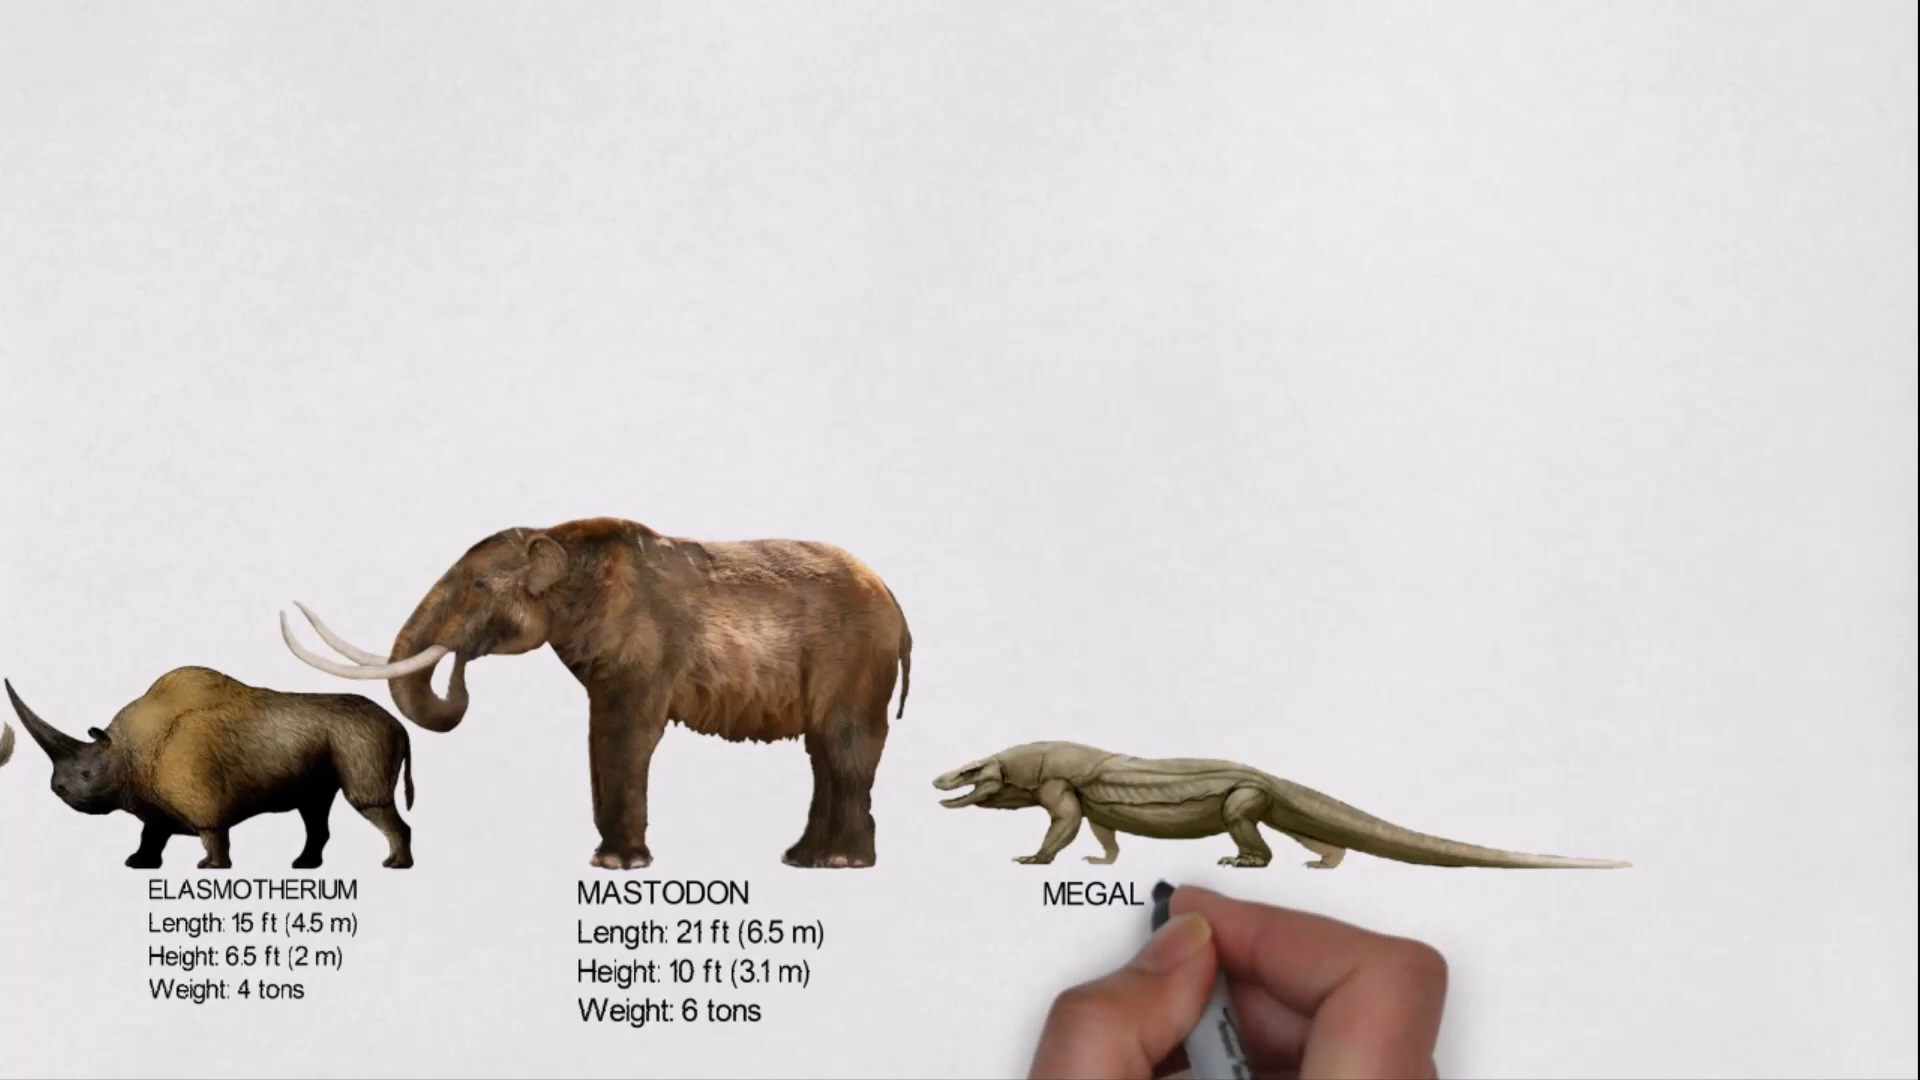 ELASMOTHERIUM
Length: 15 ft (4.5 m)
Height: 6.5 ft (2 m)
Weight: 4 tons
MASTODON
Length: 21 ft (6.5 m)
Height: 10 ft (3.1 m)
Weight: 6 tons
MEGAL